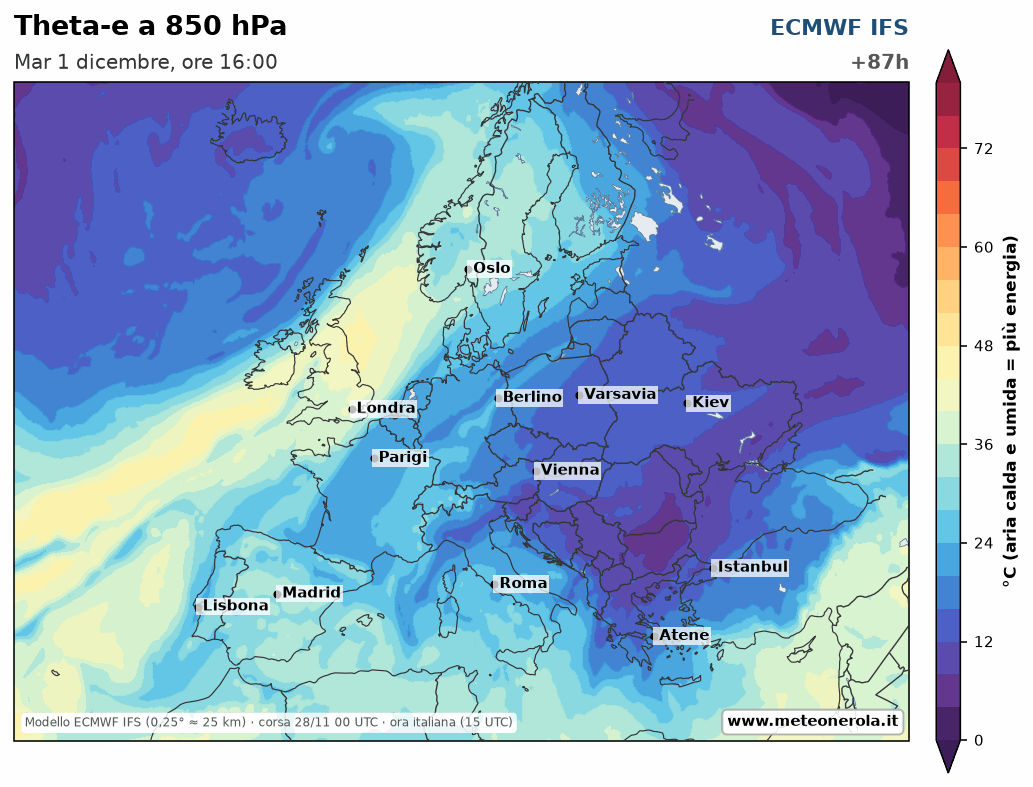 Theta-e a 850 hPa
ECMWF IFS
Mar 1 dicembre, ore 16:00
+87h
72
60
48
36
24
12
0
°C (aria calda e umida = più energia)
Oslo
Londra
Berlino
Varsavia
Kiev
Parigi
Vienna
Istanbul
Roma
Madrid
Lisbona
Atene
Modello ECMWF IFS (0,25° ≈ 25 km) · corsa 28/11 00 UTC · ora italiana (15 UTC)
www.meteonerola.it